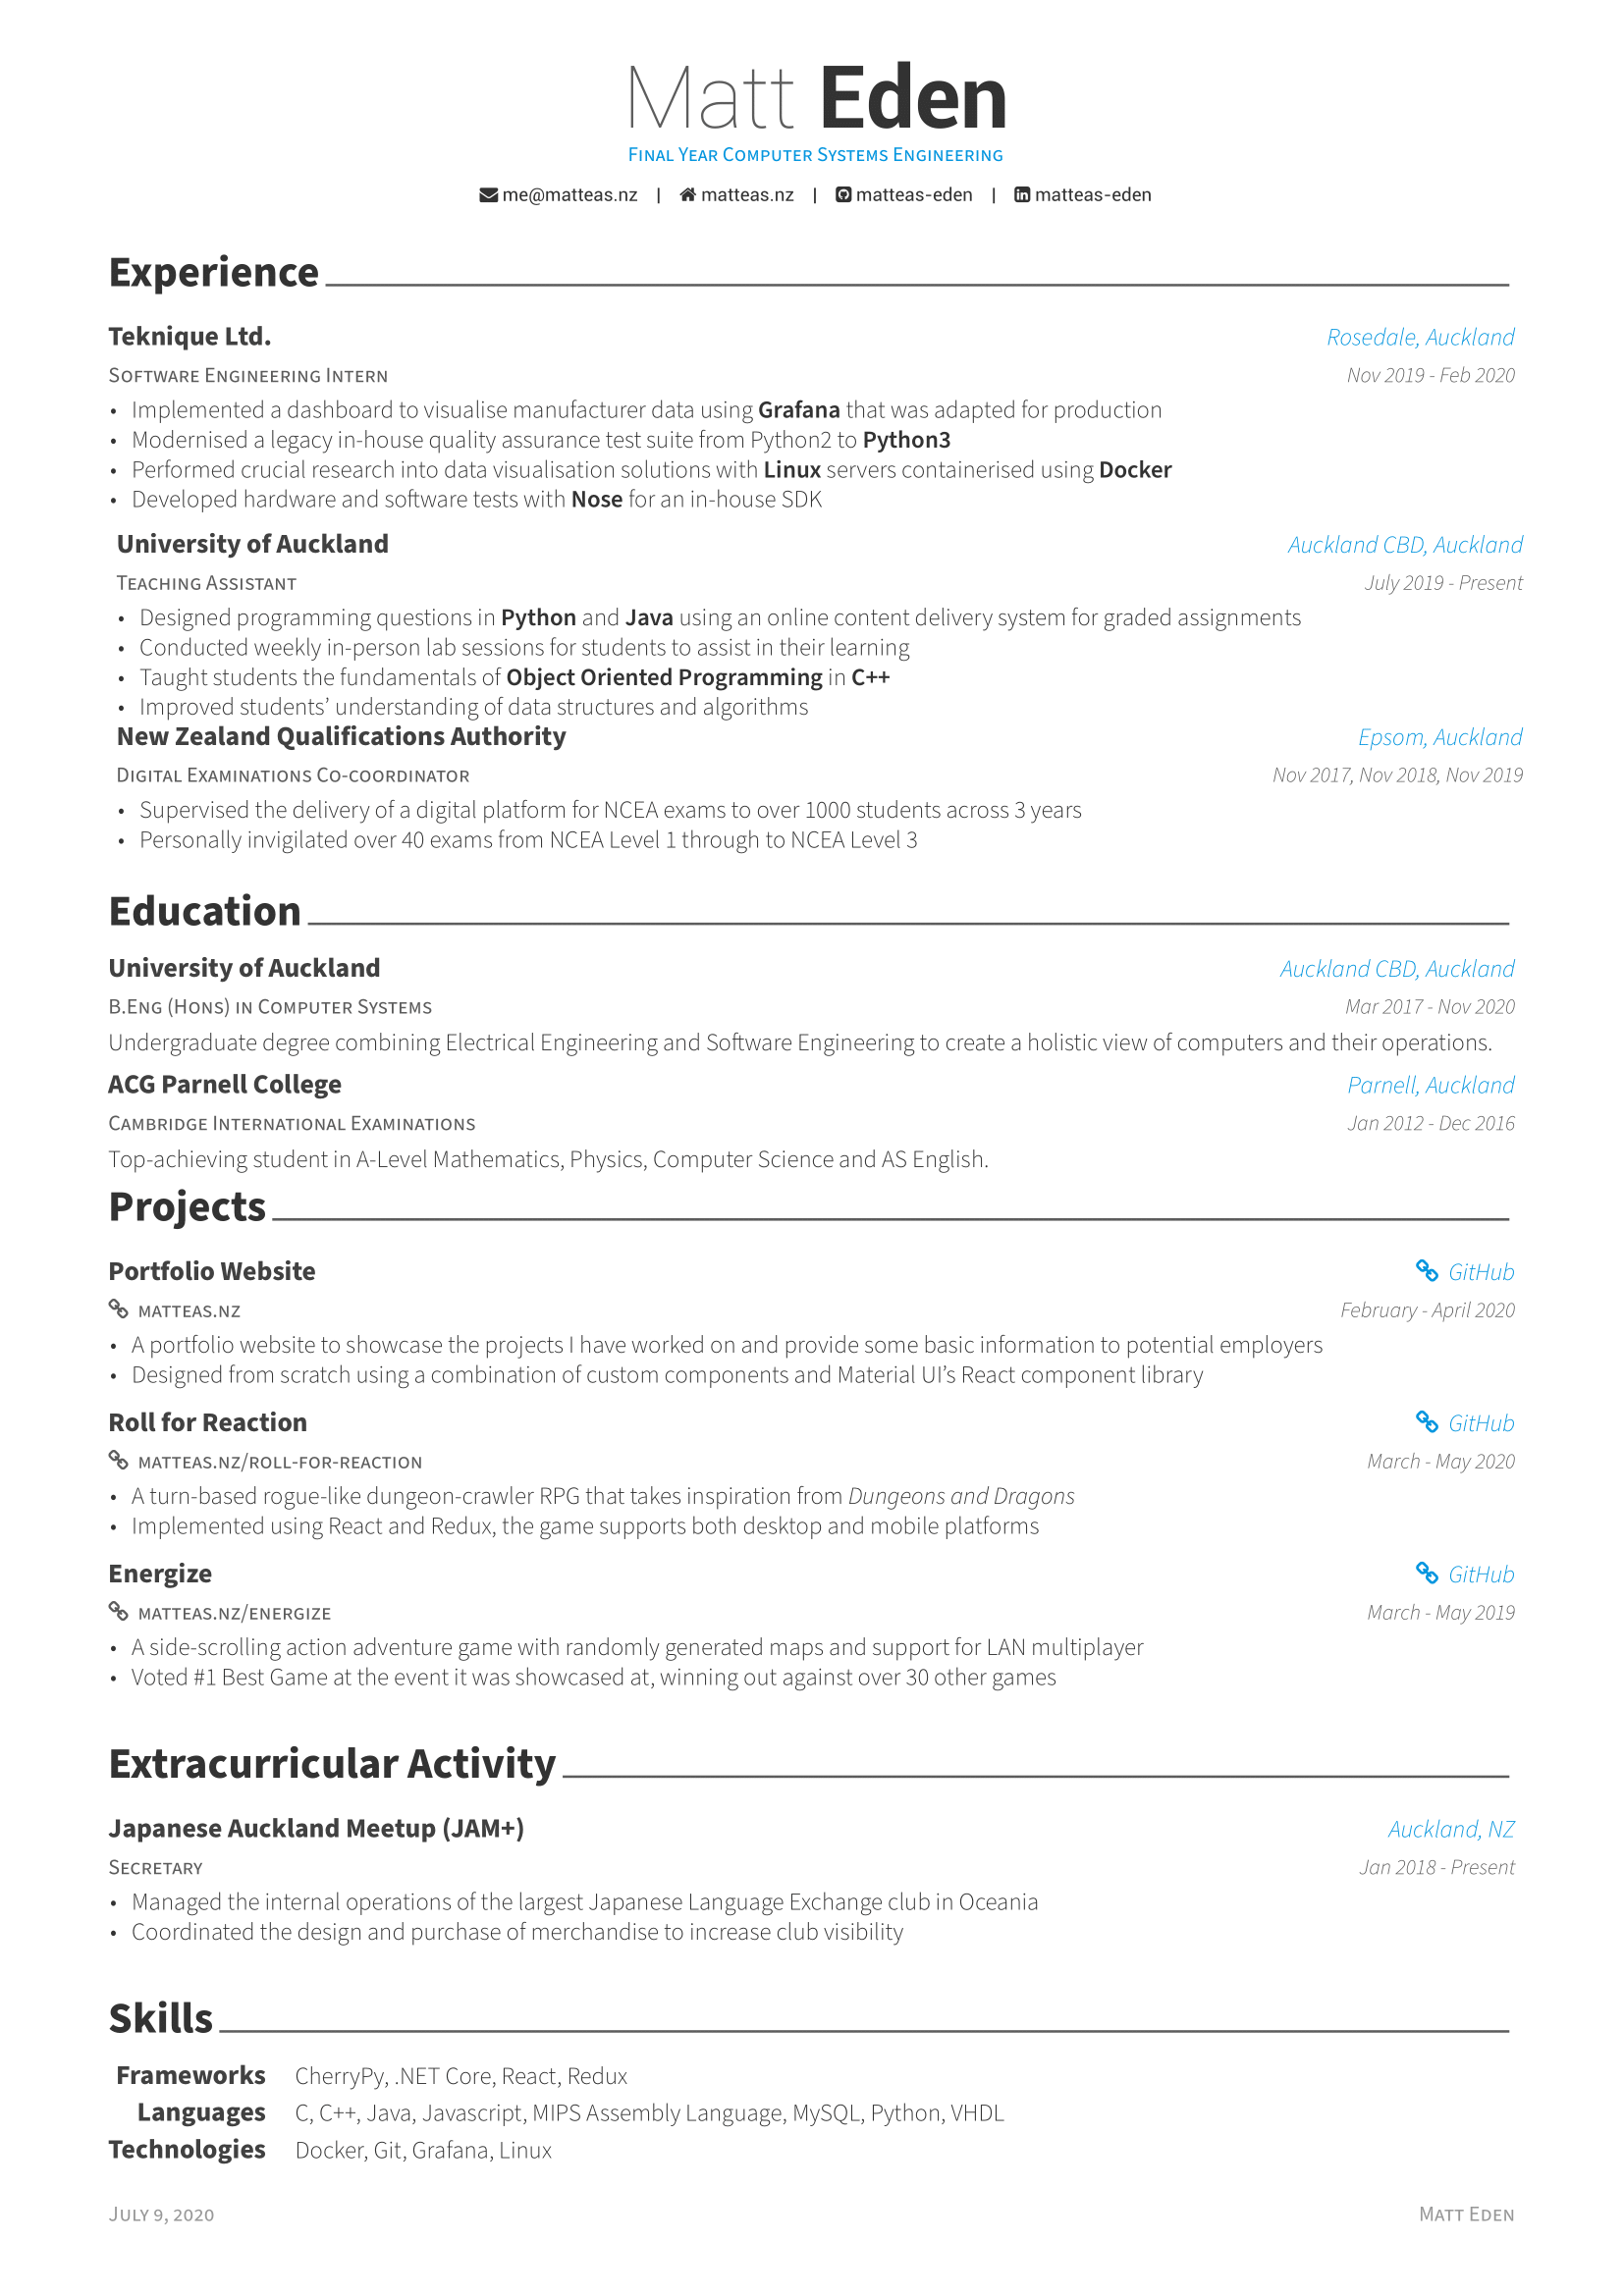 Matt Eden
Final Year Computer Systems Engineering
me@matteas.nz | matteas.nz | matteas-eden | matteas-eden
Experience
Teknique Ltd. Rosedale, Auckland
Software Engineering Intern Nov 2019 - Feb 2020
• Implemented a dashboard to visualise manufacturer data using Grafana that was adapted for production
• Modernised a legacy in-house quality assurance test suite from Python2 to Python3
• Performed crucial research into data visualisation solutions with Linux servers containerised using Docker
• Developed hardware and software tests with Nose for an in-house SDK
University of Auckland Auckland CBD, Auckland
Teaching Assistant July 2019 - Present
• Designed programming questions in Python and Java using an online content delivery system for graded assignments
• Conducted weekly in-person lab sessions for students to assist in their learning
• Taught students the fundamentals of Object Oriented Programming in C++
• Improved students’ understanding of data structures and algorithms
New Zealand Qualifications Authority Epsom, Auckland
Digital Examinations Co-coordinator Nov 2017, Nov 2018, Nov 2019
• Supervised the delivery of a digital platform for NCEA exams to over 1000 students across 3 years
• Personally invigilated over 40 exams from NCEA Level 1 through to NCEA Level 3
Education
University of Auckland Auckland CBD, Auckland
B.Eng (Hons) in Computer Systems Mar 2017 - Nov 2020
Undergraduate degree combining Electrical Engineering and Software Engineering to create a holistic view of computers and their operations.
ACG Parnell College Parnell, Auckland
Cambridge International Examinations Jan 2012 - Dec 2016
Top-achieving student in A-Level Mathematics, Physics, Computer Science and AS English.
Projects
Portfolio Website GitHub
matteas.nz February - April 2020
• A portfolio website to showcase the projects I have worked on and provide some basic information to potential employers
• Designed from scratch using a combination of custom components and Material UI’s React component library
Roll for Reaction GitHub
matteas.nz/roll-for-reaction March - May 2020
• A turn-based rogue-like dungeon-crawler RPG that takes inspiration from Dungeons and Dragons
• Implemented using React and Redux, the game supports both desktop and mobile platforms
Energize GitHub
matteas.nz/energize March - May 2019
• A side-scrolling action adventure game with randomly generated maps and support for LAN multiplayer
• Voted #1 Best Game at the event it was showcased at, winning out against over 30 other games
Extracurricular Activity
Japanese Auckland Meetup (JAM+) Auckland, NZ
Secretary Jan 2018 - Present
• Managed the internal operations of the largest Japanese Language Exchange club in Oceania
• Coordinated the design and purchase of merchandise to increase club visibility
Skills
Frameworks CherryPy, .NET Core, React, Redux
Languages C, C++, Java, Javascript, MIPS Assembly Language, MySQL, Python, VHDL
Technologies Docker, Git, Grafana, Linux
July 9, 2020 Matt Eden